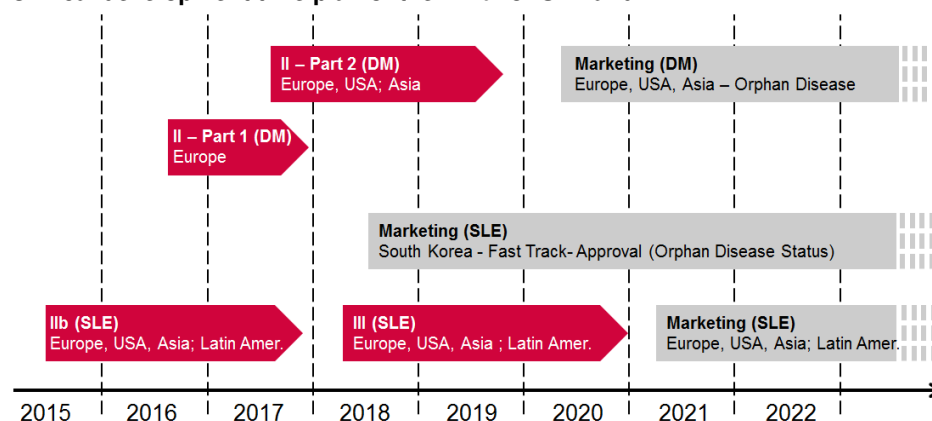 II – Part 2 (DM)
Europe, USA; Asia
Marketing (DM)
Europe, USA, Asia – Orphan Disease
II – Part 1 (DM)
Europe
Marketing (SLE)
South Korea - Fast Track- Approval (Orphan Disease Status)
IIb (SLE)
Europe, USA, Asia; Latin Amer.
III (SLE)
Europe, USA, Asia ; Latin Amer.
Marketing (SLE)
Europe, USA, Asia; Latin Amer.
2015 2016 2017 2018 2019 2020 2021 2022